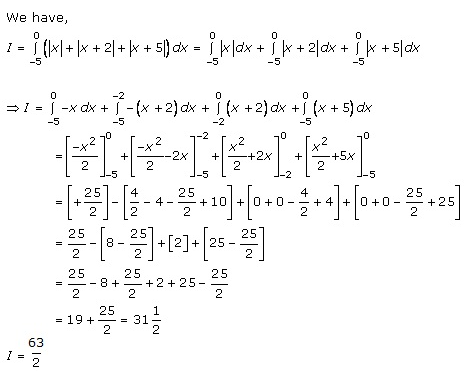 We have,
I = ∫_{-5}^{0} (|x| + |x + 2| + |x + 5|) dx = ∫_{-5}^{0} |x| dx + ∫_{-5}^{0} |x + 2| dx + ∫_{-5}^{0} |x + 5| dx
⇒ I = ∫_{-5}^{0} -x dx + ∫_{-5}^{-2} -(x + 2) dx + ∫_{-2}^{0} (x + 2) dx + ∫_{-5}^{0} (x + 5) dx
= [-x^2/2]_{-5}^{0} + [-x^2/2 - 2x]_{-5}^{-2} + [x^2/2 + 2x]_{-2}^{0} + [x^2/2 + 5x]_{-5}^{0}
= [+25/2] - [4/2 - 4 - 25/2 + 10] + [0 + 0 - 4/2 + 4] + [0 + 0 - 25/2 + 25]
= 25/2 - [8 - 25/2] + [2] + [25 - 25/2]
= 25/2 - 8 + 25/2 + 2 + 25 - 25/2
= 19 + 25/2 = 31 1/2
I = 63/2